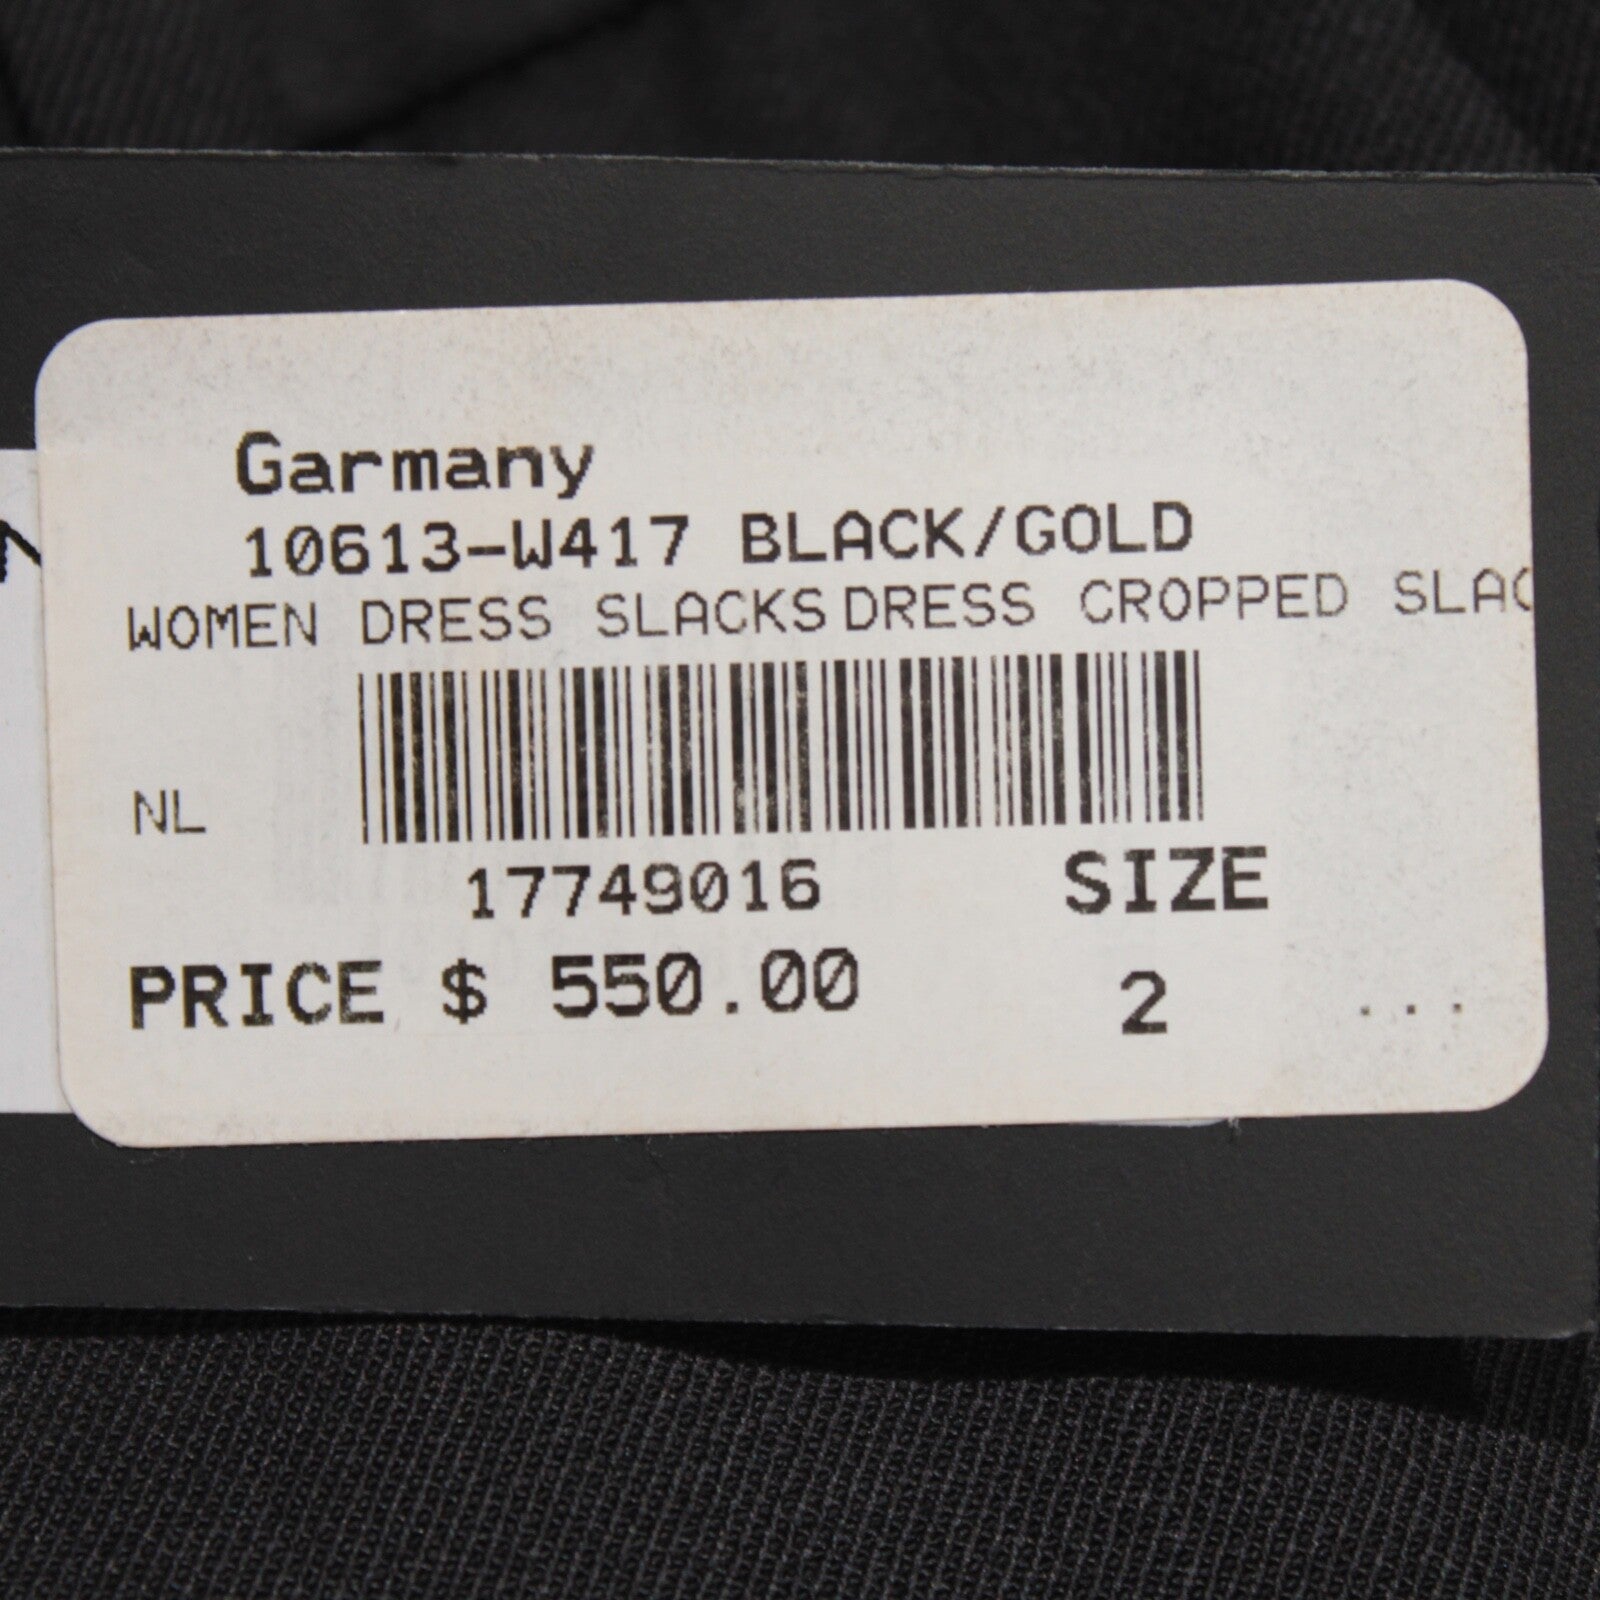 Garmany
10613-W417 BLACK/GOLD
WOMEN DRESS SLACKS DRESS CROPPED SLAC
NL
17749016 SIZE
PRICE $ 550.00 2 ...